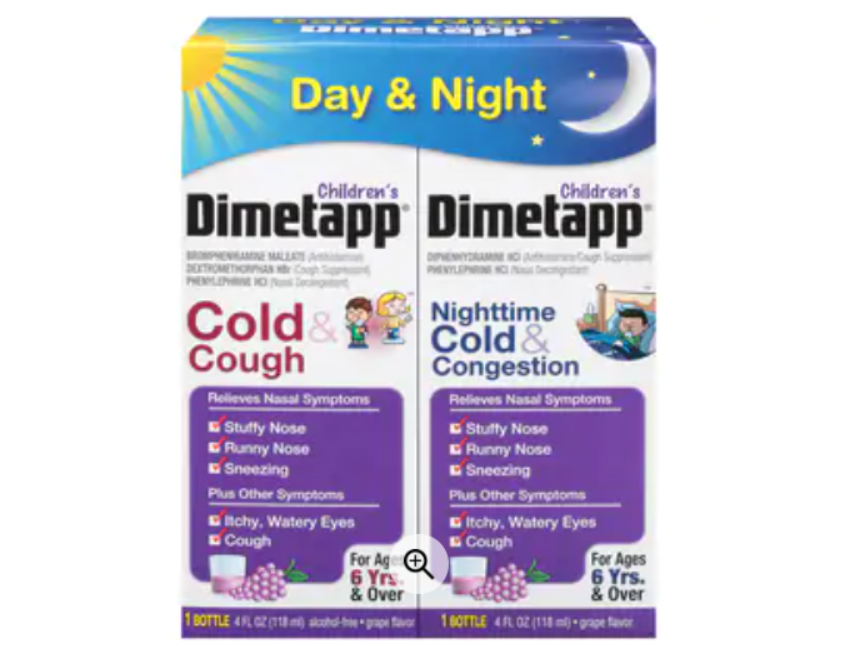 Day & Night
Dimetapp
Day & Night
Children's
Dimetapp®
BROMPHENIRAMINE MALEATE (Antihistamine)
DEXTROMETHORPHAN HBr (Cough Suppressant)
PHENYLEPHRINE HCl (Nasal Decongestant)
Cold &
Cough
Relieves Nasal Symptoms
Stuffy Nose
Runny Nose
Sneezing
Plus Other Symptoms
Itchy, Watery Eyes
Cough
For Ages
6 Yrs.
& Over
1 BOTTLE 4 FL OZ (118 ml) alcohol-free • grape flavor
Children's
Dimetapp®
DIPHENHYDRAMINE HCl (Antihistamine/Cough Suppressant)
PHENYLEPHRINE HCl (Nasal Decongestant)
Nighttime
Cold &
Congestion
Relieves Nasal Symptoms
Stuffy Nose
Runny Nose
Sneezing
Plus Other Symptoms
Itchy, Watery Eyes
Cough
For Ages
6 Yrs.
& Over
1 BOTTLE 4 FL OZ (118 ml) • grape flavor